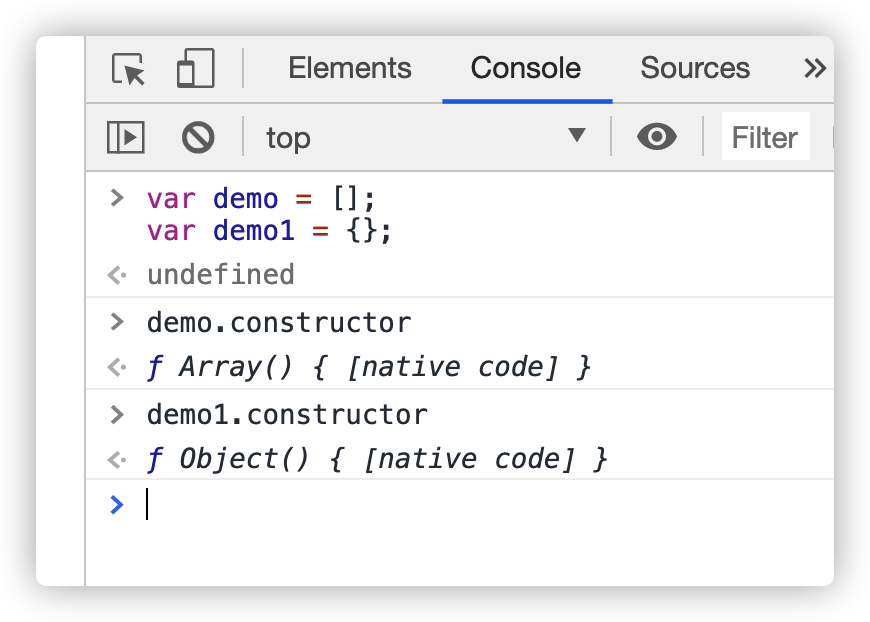 Elements Console Sources
top Filter
var demo = [];
var demo1 = {};
undefined
demo.constructor
ƒ Array() { [native code] }
demo1.constructor
ƒ Object() { [native code] }